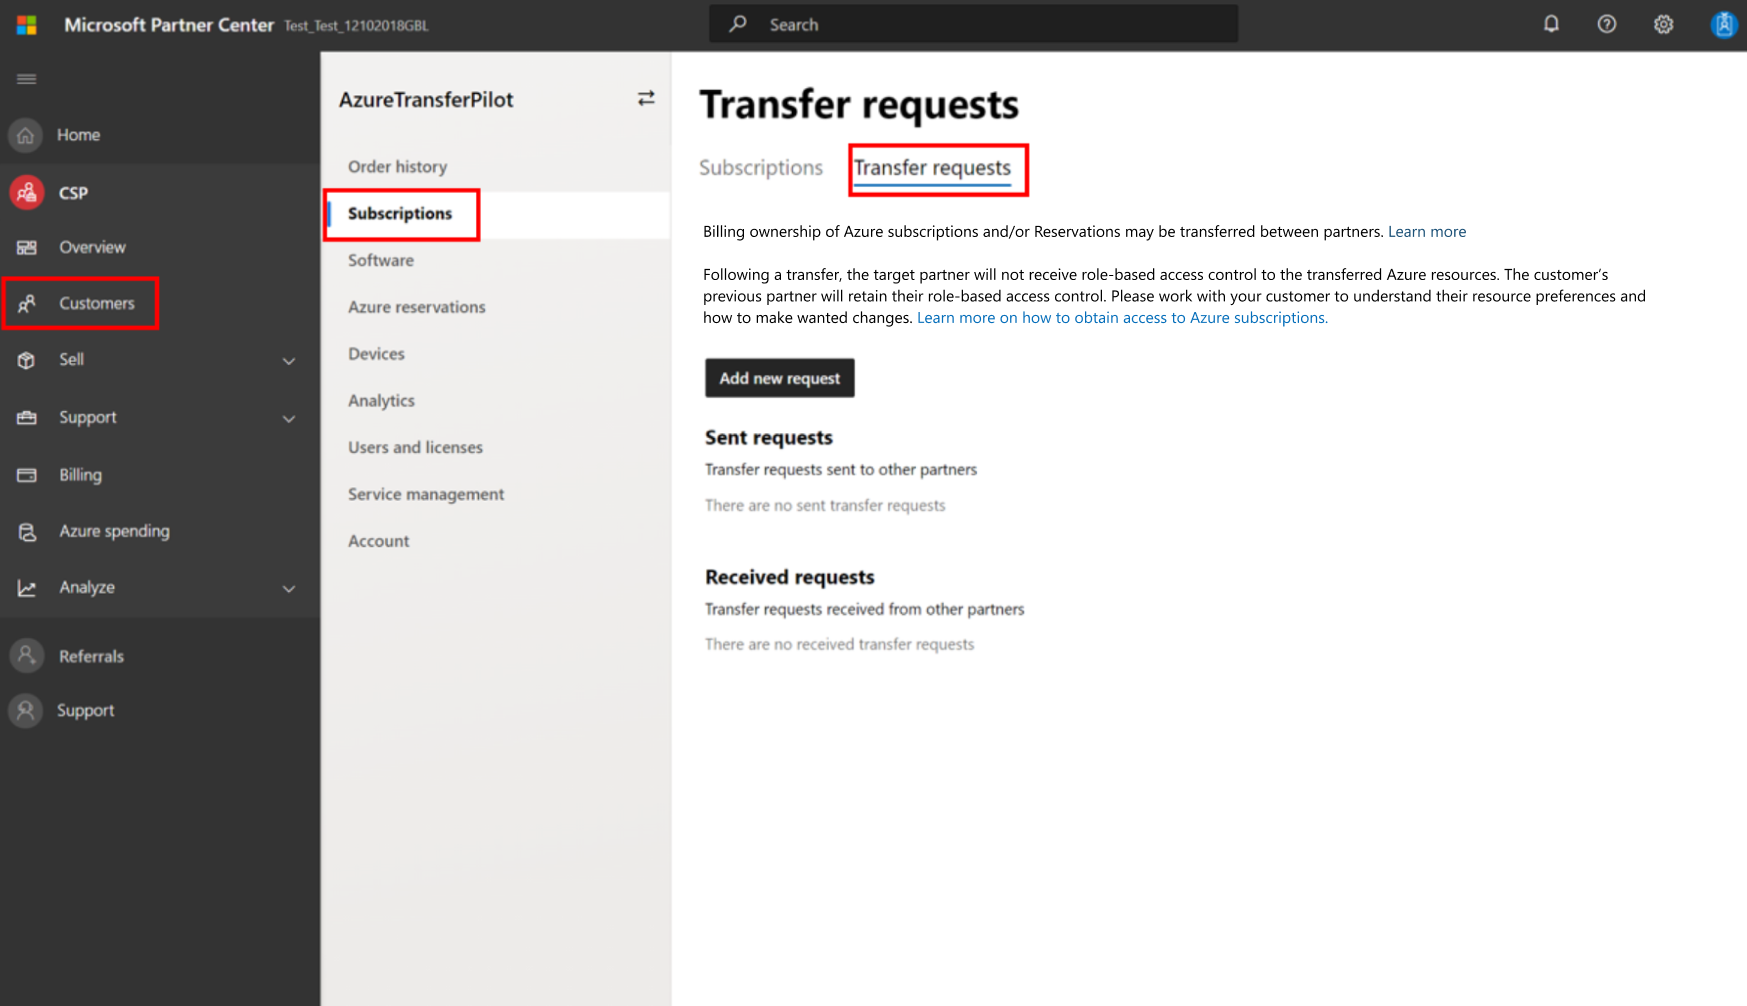 Microsoft Partner Center Test_Test_12102018GBL
Search
Home
CSP
Overview
Customers
Sell
Support
Billing
Azure spending
Analyze
Referrals
Support
AzureTransferPilot
Order history
Subscriptions
Software
Azure reservations
Devices
Analytics
Users and licenses
Service management
Account
Transfer requests
Subscriptions Transfer requests
Billing ownership of Azure subscriptions and/or Reservations may be transferred between partners. Learn more
Following a transfer, the target partner will not receive role-based access control to the transferred Azure resources. The customer's
previous partner will retain their role-based access control. Please work with your customer to understand their resource preferences and
how to make wanted changes. Learn more on how to obtain access to Azure subscriptions.
Add new request
Sent requests
Transfer requests sent to other partners
There are no sent transfer requests
Received requests
Transfer requests received from other partners
There are no received transfer requests